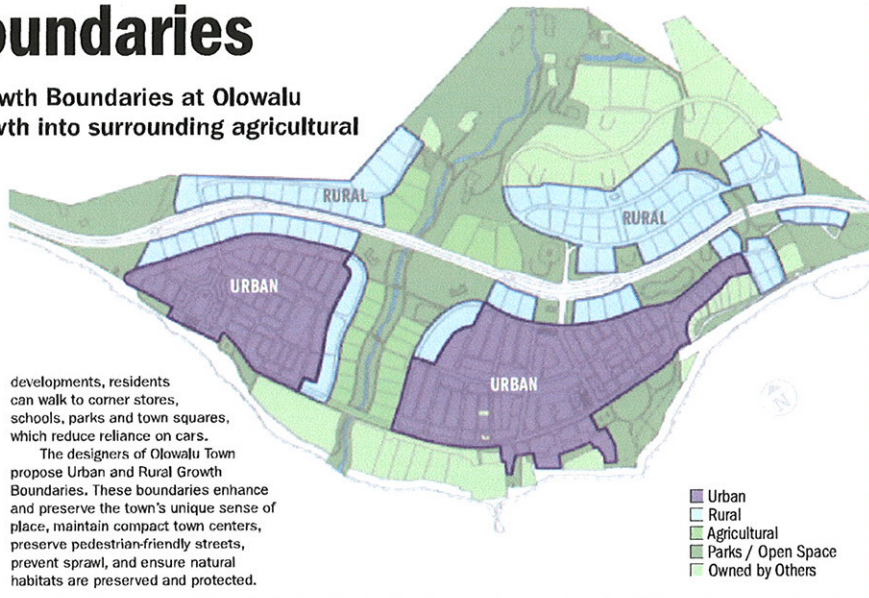 oundaries
wth Boundaries at Olowalu
wth into surrounding agricultural
RURAL
RURAL
URBAN
URBAN
developments, residents
can walk to corner stores,
schools, parks and town squares,
which reduce reliance on cars.
The designers of Olowalu Town
propose Urban and Rural Growth
Boundaries. These boundaries enhance
and preserve the town's unique sense of
place, maintain compact town centers,
preserve pedestrian-friendly streets,
prevent sprawl, and ensure natural
habitats are preserved and protected.
N
Urban
Rural
Agricultural
Parks / Open Space
Owned by Others